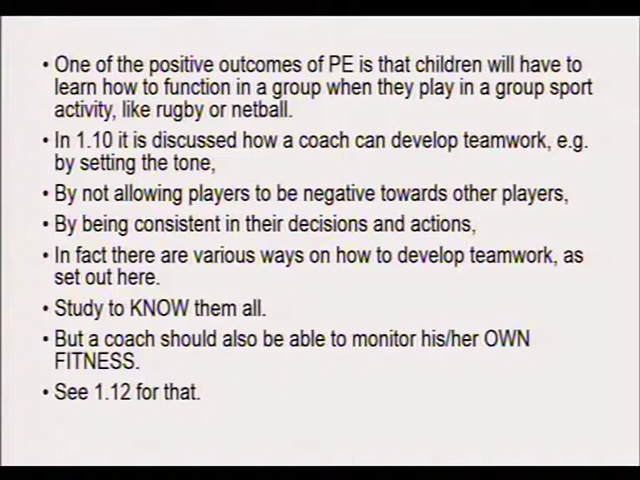 • One of the positive outcomes of PE is that children will have to
learn how to function in a group when they play in a group sport
activity, like rugby or netball.
• In 1.10 it is discussed how a coach can develop teamwork, e.g.
by setting the tone,
• By not allowing players to be negative towards other players,
• By being consistent in their decisions and actions,
• In fact there are various ways on how to develop teamwork, as
set out here.
• Study to KNOW them all.
• But a coach should also be able to monitor his/her OWN
FITNESS.
• See 1.12 for that.